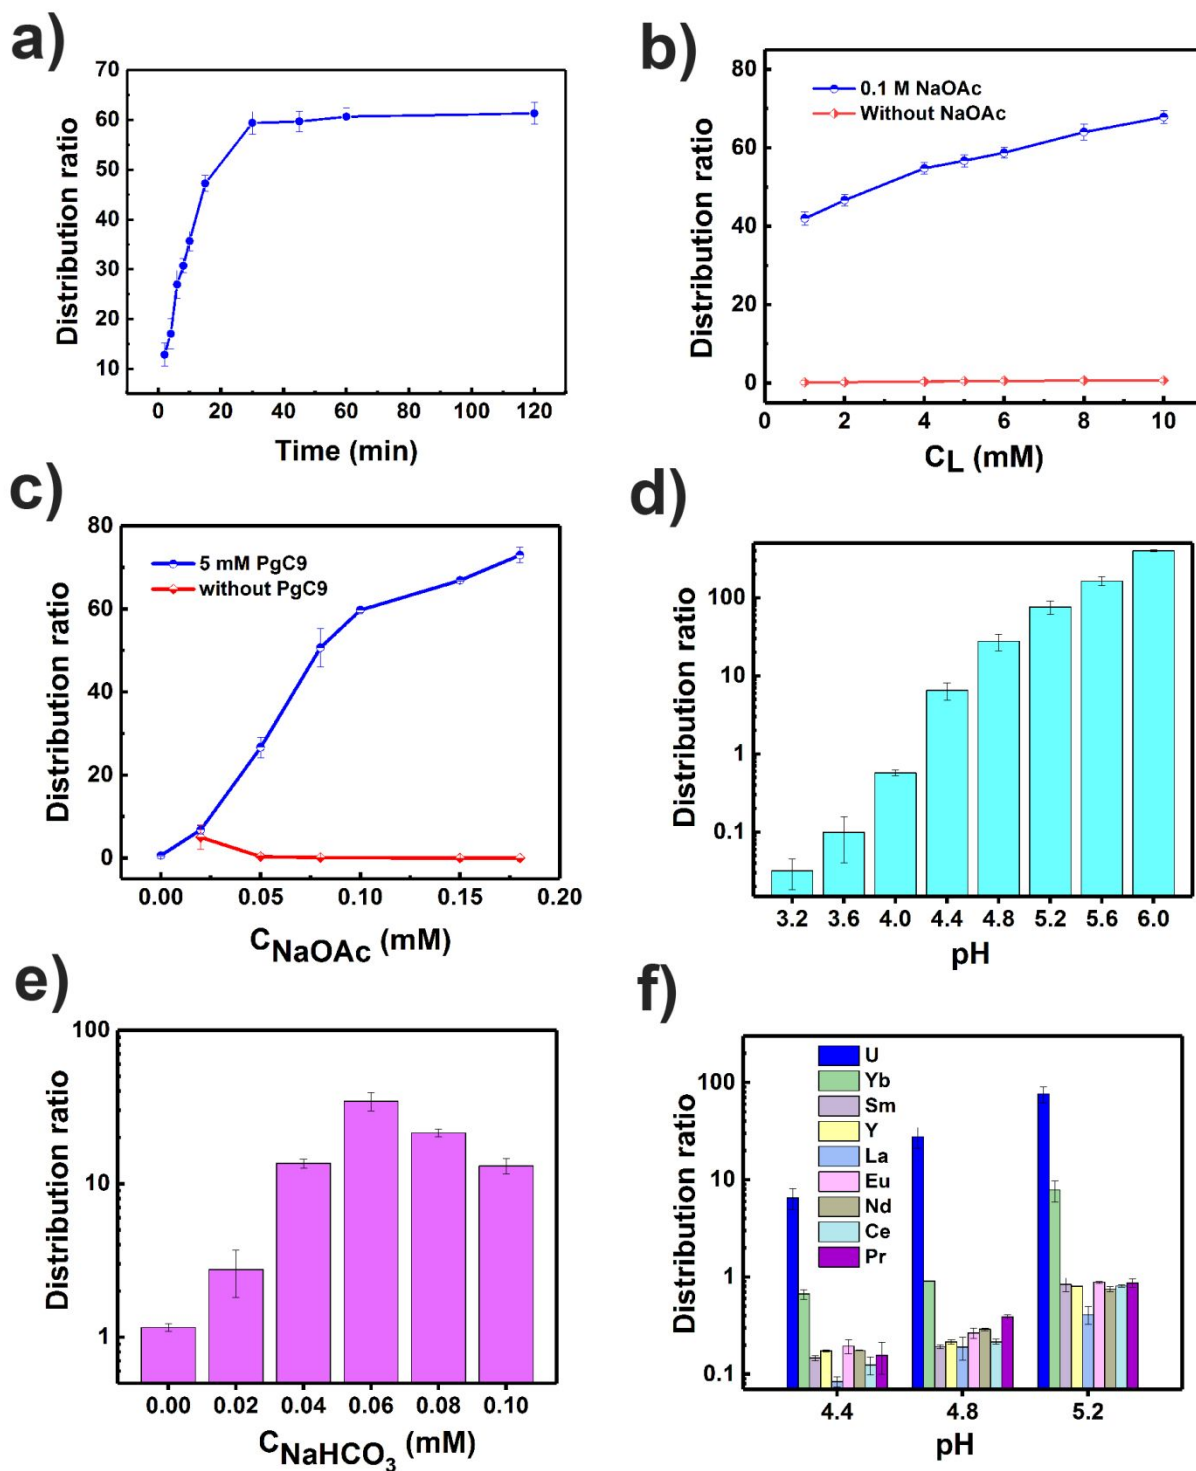 a)
70
60
50
40
30
20
10
Distribution ratio
0 20 40 60 80 100 120
Time (min)
b)
80
60
40
20
0
Distribution ratio
0.1 M NaOAc
Without NaOAc
0 2 4 6 8 10
C_L (mM)
c)
80
60
40
20
0
Distribution ratio
5 mM PgC9
without PgC9
0.00 0.05 0.10 0.15 0.20
C_NaOAc (mM)
d)
100
10
1
0.1
Distribution ratio
3.2 3.6 4.0 4.4 4.8 5.2 5.6 6.0
pH
e)
100
10
1
Distribution ratio
0.00 0.02 0.04 0.06 0.08 0.10
C_NaHCO₃ (mM)
f)
100
10
1
0.1
Distribution ratio
U
Yb
Sm
Y
La
Eu
Nd
Ce
Pr
4.4 4.8 5.2
pH